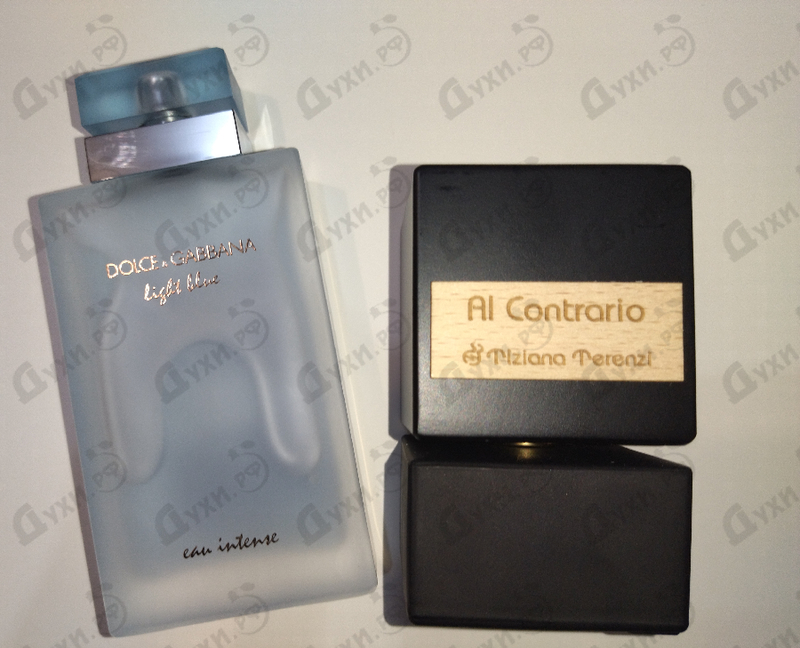 DOLCE & GABBANA
light blue
eau intense
Al Contrario
Tiziana Terenzi
Духи.РФ